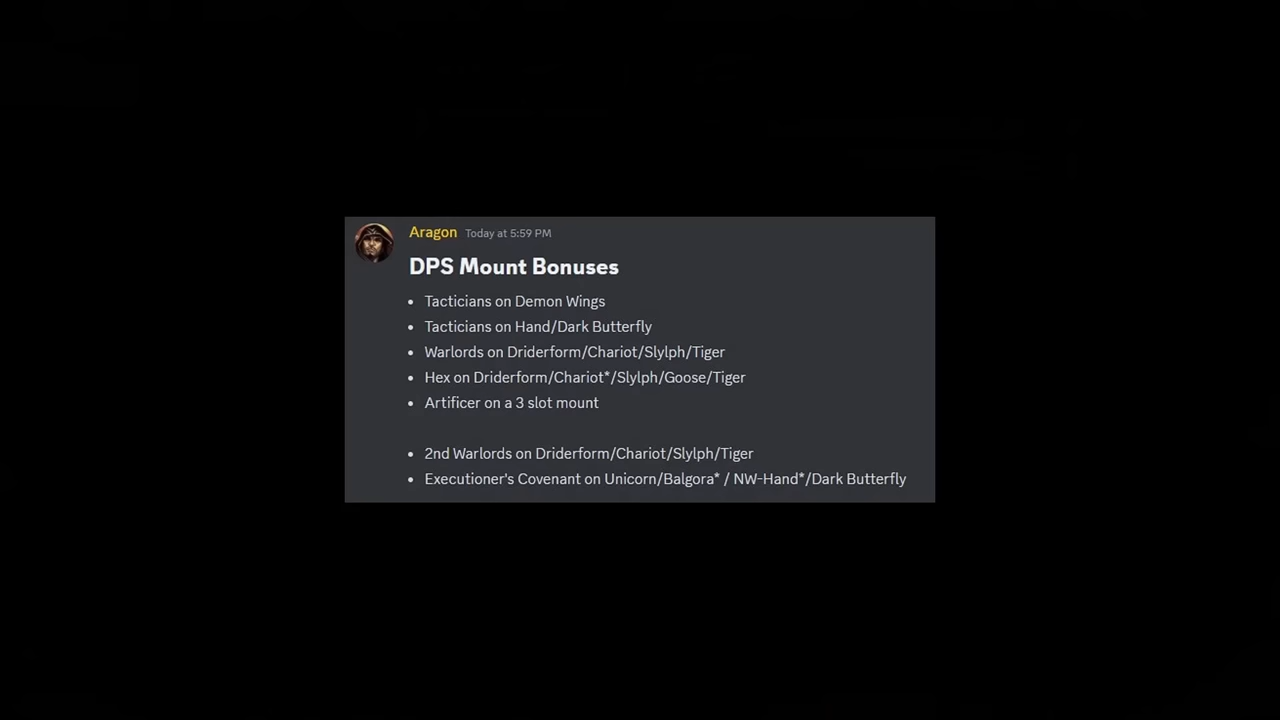 Aragon Today at 5:59 PM
DPS Mount Bonuses
• Tacticians on Demon Wings
• Tacticians on Hand/Dark Butterfly
• Warlords on Driderform/Chariot/Slylph/Tiger
• Hex on Driderform/Chariot*/Slylph/Goose/Tiger
• Artificer on a 3 slot mount
• 2nd Warlords on Driderform/Chariot/Slylph/Tiger
• Executioner's Covenant on Unicorn/Balgora* / NW-Hand*/Dark Butterfly